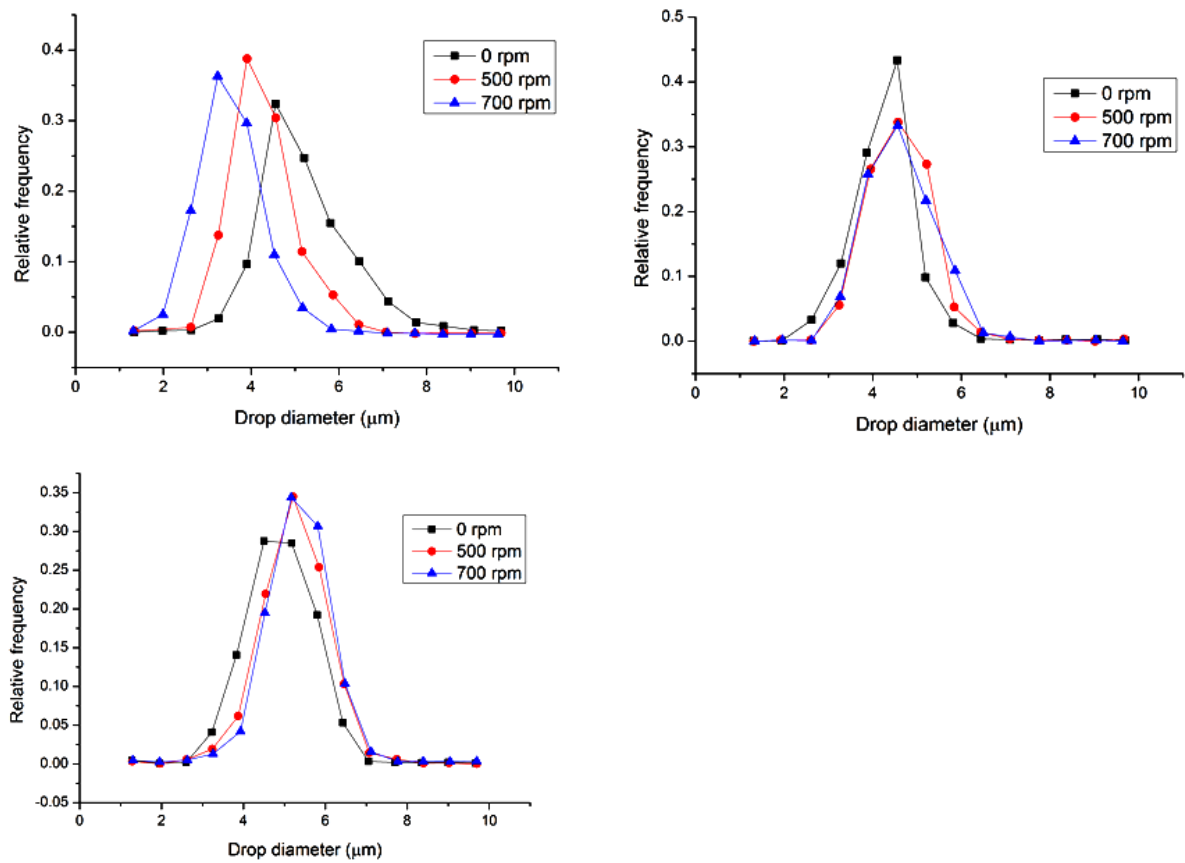 0.4
0.3
0.2
0.1
0.0
Relative frequency
0 rpm
500 rpm
700 rpm
0 2 4 6 8 10
Drop diameter (μm)
0.5
0.4
0.3
0.2
0.1
0.0
Relative frequency
0 rpm
500 rpm
700 rpm
0 2 4 6 8 10
Drop diameter (μm)
0.35
0.30
0.25
0.20
0.15
0.10
0.05
0.00
-0.05
Relative frequency
0 rpm
500 rpm
700 rpm
0 2 4 6 8 10
Drop diameter (μm)